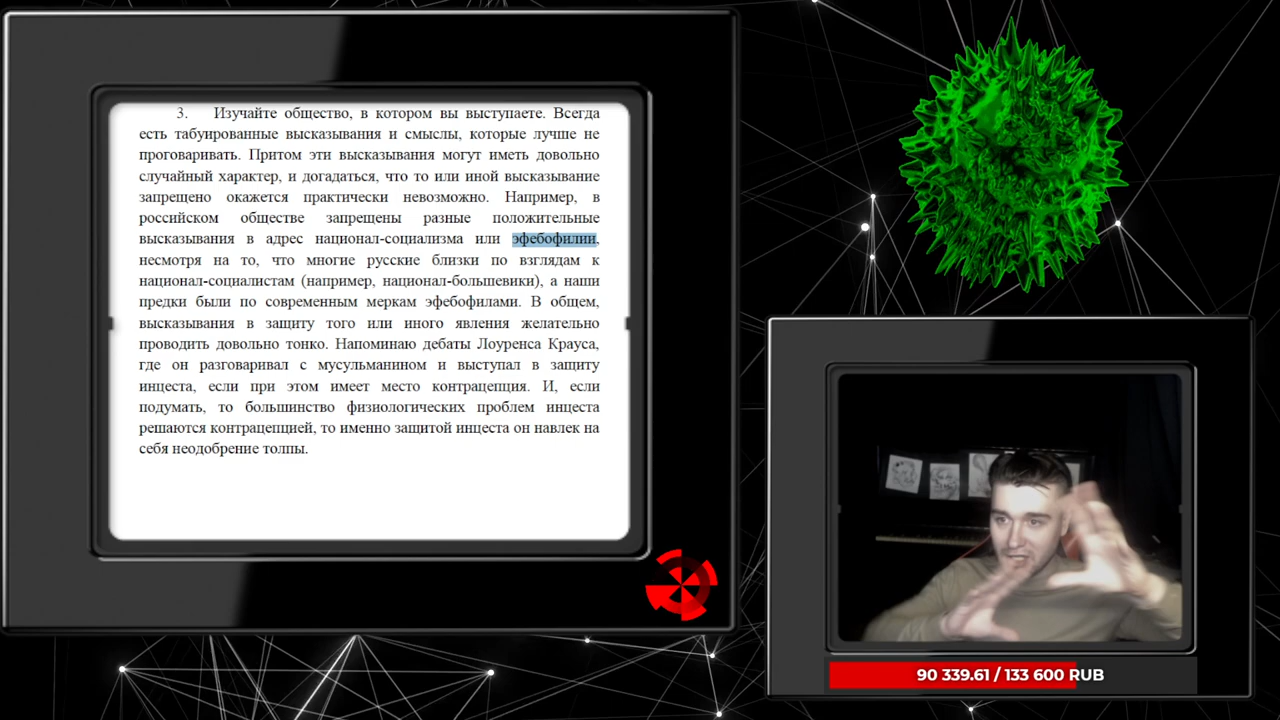 3. Изучайте общество, в котором вы выступаете. Всегда
есть табуированные высказывания и смыслы, которые лучше не
проговаривать. Притом эти высказывания могут иметь довольно
случайный характер, и догадаться, что то или иной высказывание
запрещено окажется практически невозможно. Например, в
российском обществе запрещены разные положительные
высказывания в адрес национал-социализма или эфебофилии,
несмотря на то, что многие русские близки по взглядам к
национал-социалистам (например, национал-большевики), а наши
предки были по современным меркам эфебофилами. В общем,
высказывания в защиту того или иного явления желательно
проводить довольно тонко. Напоминаю дебаты Лоуренса Крауса,
где он разговаривал с мусульманином и выступал в защиту
инцеста, если при этом имеет место контрацепция. И, если
подумать, то большинство физиологических проблем инцеста
решаются контрацепцией, то именно защитой инцеста он навлек на
себя неодобрение толпы.
90 339.61 / 133 600 RUB